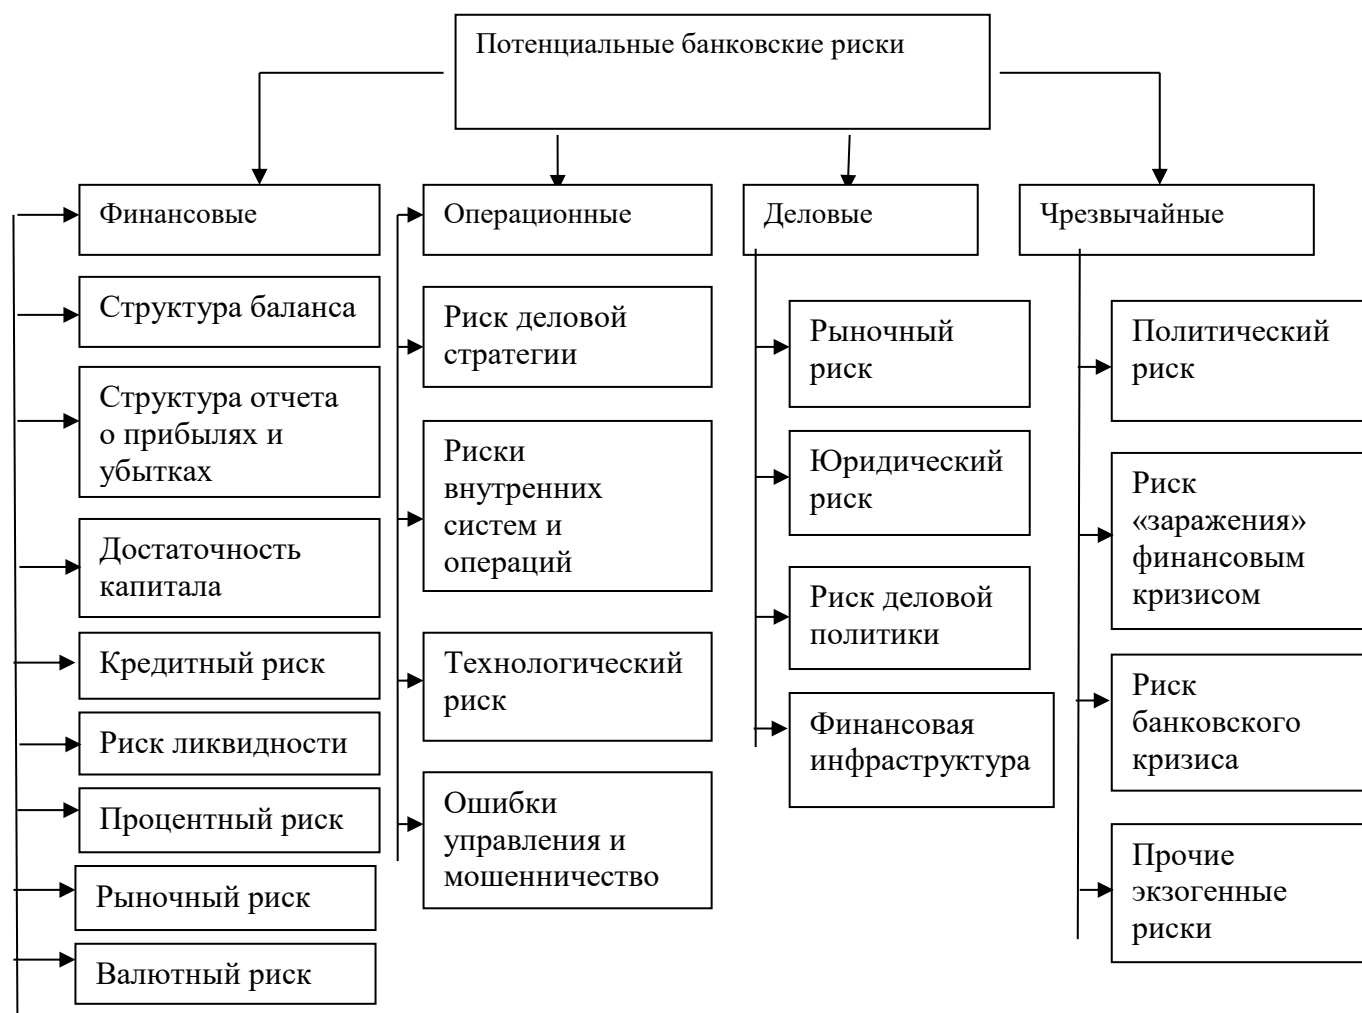 Потенциальные банковские риски
Финансовые
Структура баланса
Структура отчета
о прибылях и
убытках
Достаточность
капитала
Кредитный риск
Риск ликвидности
Процентный риск
Рыночный риск
Валютный риск
Операционные
Риск деловой
стратегии
Риски
внутренних
систем и
операций
Технологический
риск
Ошибки
управления и
мошенничество
Деловые
Рыночный
риск
Юридический
риск
Риск деловой
политики
Финансовая
инфраструктура
Чрезвычайные
Политический
риск
Риск
«заражения»
финансовым
кризисом
Риск
банковского
кризиса
Прочие
экзогенные
риски